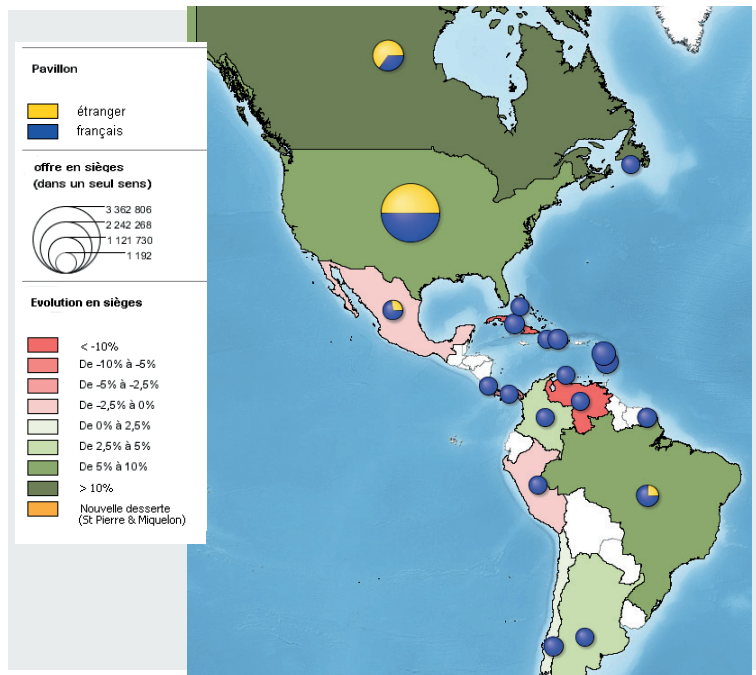 Pavillon
étranger
français
offre en sièges
(dans un seul sens)
3 362 806
2 242 268
1 121 730
1 192
Evolution en sièges
< -10%
De -10% à -5%
De -5% à -2,5%
De -2,5% à 0%
De 0% à 2,5%
De 2,5% à 5%
De 5% à 10%
> 10%
Nouvelle desserte
(St Pierre & Miquelon)